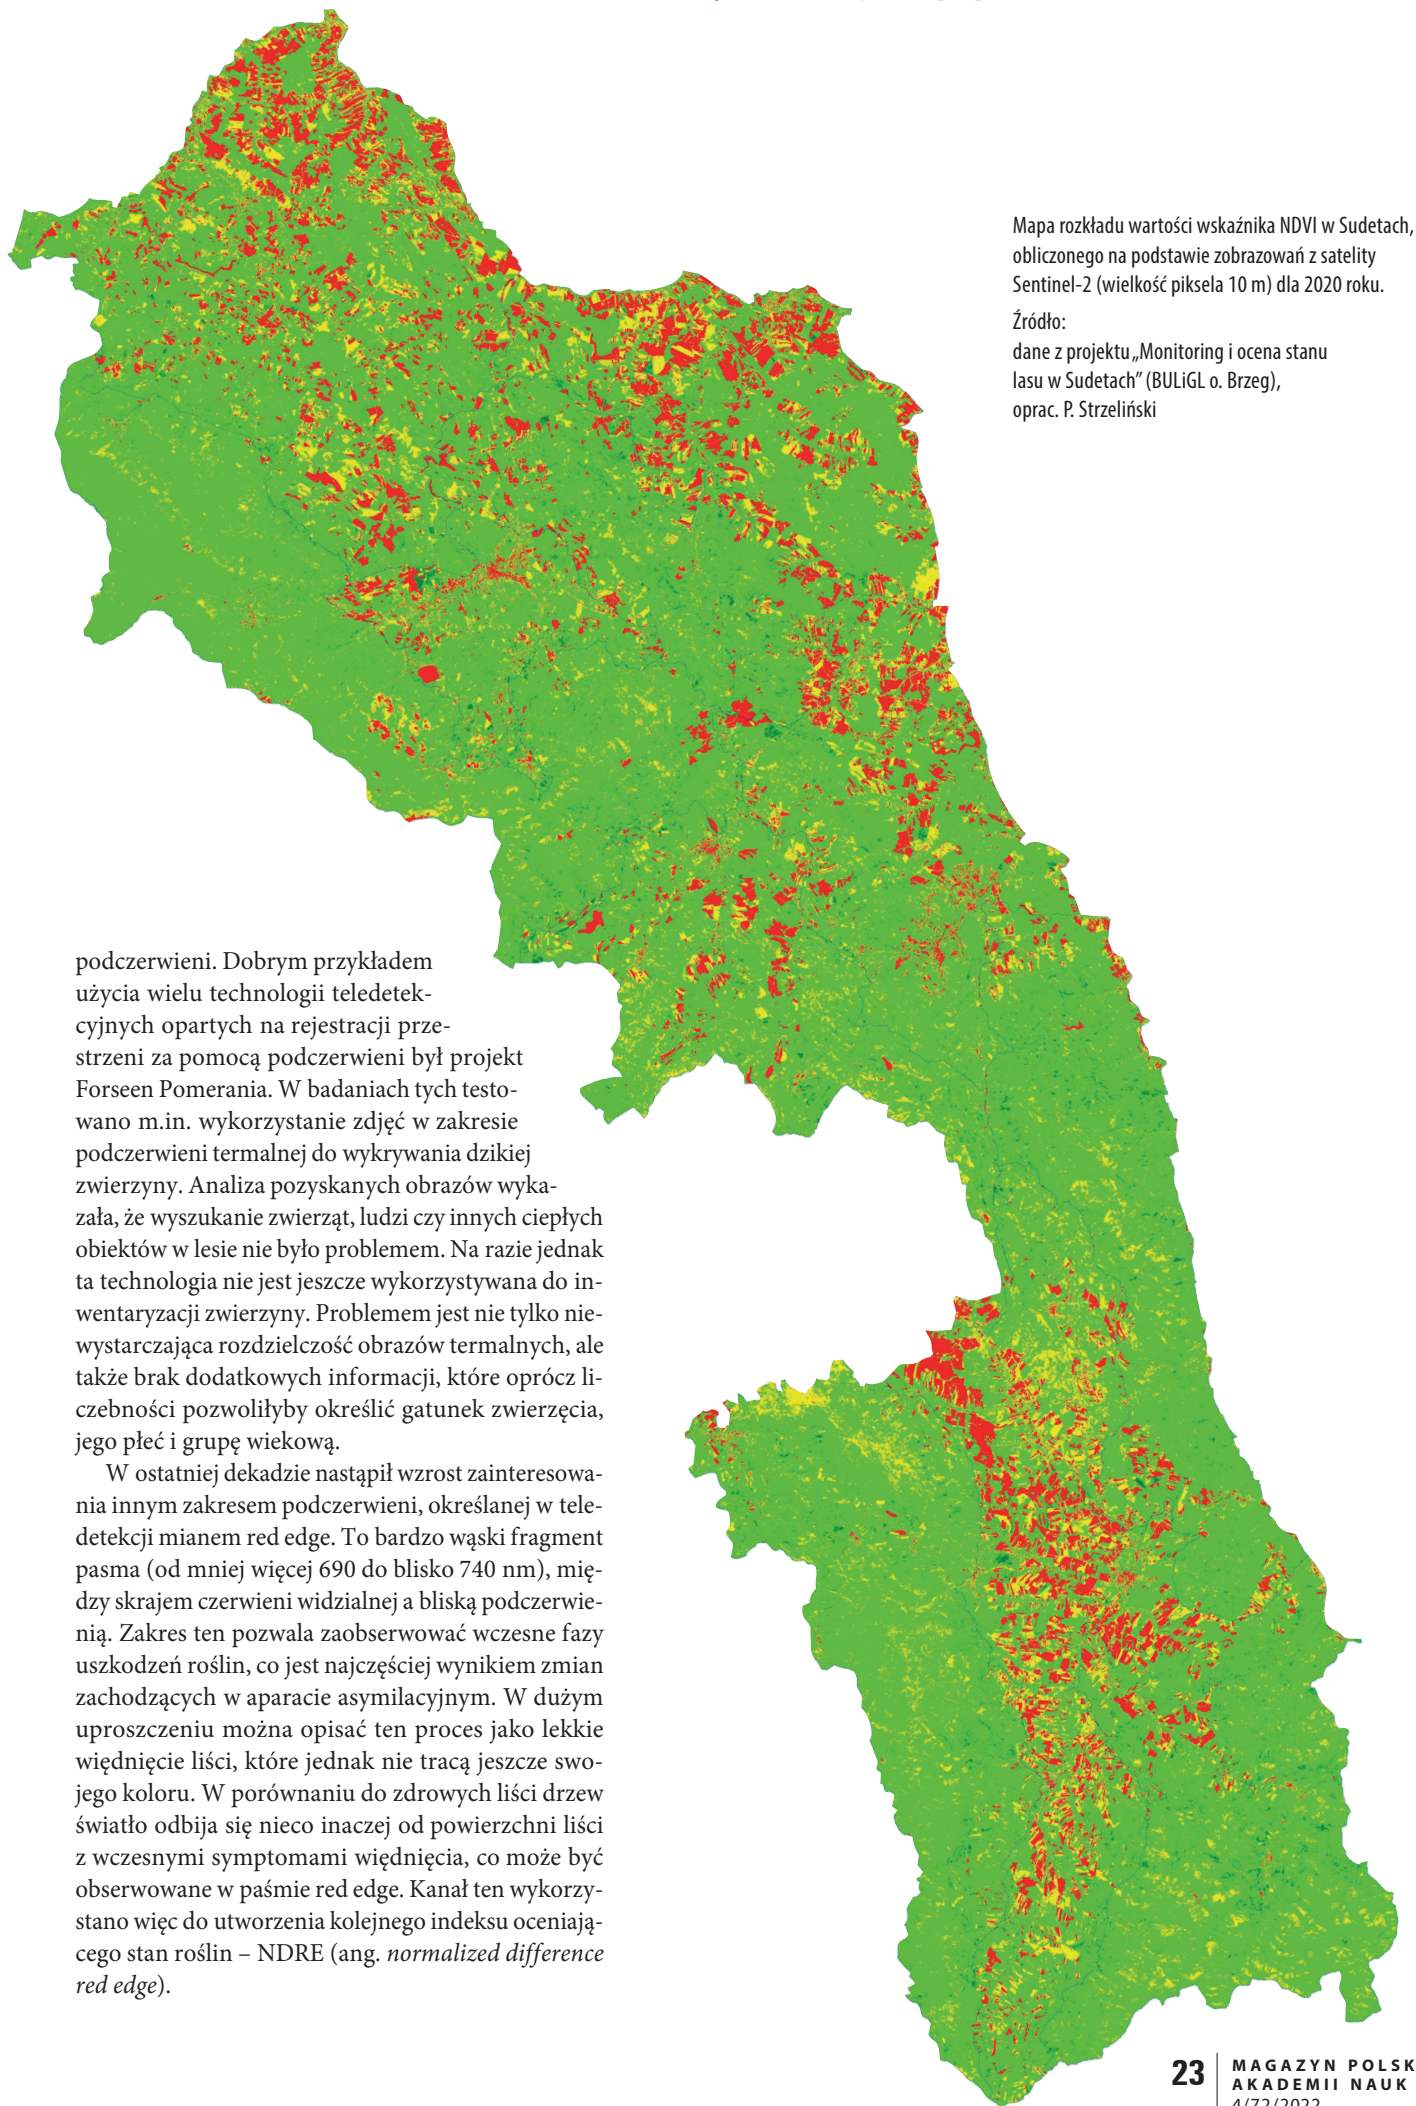 Mapa rozkładu wartości wskaźnika NDVI w Sudetach,
obliczonego na podstawie zobrazowań z satelity
Sentinel-2 (wielkość piksela 10 m) dla 2020 roku.
Źródło:
dane z projektu „Monitoring i ocena stanu
lasu w Sudetach” (BULiGL o. Brzeg),
oprac. P. Strzeliński
podczerwieni. Dobrym przykładem
użycia wielu technologii teledetek-
cyjnych opartych na rejestracji prze-
strzeni za pomocą podczerwieni był projekt
Forseen Pomerania. W badaniach tych testo-
wano m.in. wykorzystanie zdjęć w zakresie
podczerwieni termalnej do wykrywania dzikiej
zwierzyny. Analiza pozyskanych obrazów wyka-
zała, że wyszukanie zwierząt, ludzi czy innych ciepłych
obiektów w lesie nie było problemem. Na razie jednak
ta technologia nie jest jeszcze wykorzystywana do in-
wentaryzacji zwierzyny. Problemem jest nie tylko nie-
wystarczająca rozdzielczość obrazów termalnych, ale
także brak dodatkowych informacji, które oprócz li-
czebności pozwoliłyby określić gatunek zwierzęcia,
jego płeć i grupę wiekową.
W ostatniej dekadzie nastąpił wzrost zainteresowa-
nia innym zakresem podczerwieni, określanej w tele-
detekcji mianem red edge. To bardzo wąski fragment
pasma (od mniej więcej 690 do blisko 740 nm), mię-
dzy skrajem czerwieni widzialnej a bliską podczerwie-
nią. Zakres ten pozwala zaobserwować wczesne fazy
uszkodzeń roślin, co jest najczęściej wynikiem zmian
zachodzących w aparacie asymilacyjnym. W dużym
uproszczeniu można opisać ten proces jako lekkie
więdnięcie liści, które jednak nie tracą jeszcze swo-
jego koloru. W porównaniu do zdrowych liści drzew
światło odbija się nieco inaczej od powierzchni liści
z wczesnymi symptomami więdnięcia, co może być
obserwowane w paśmie red edge. Kanał ten wykorzy-
stano więc do utworzenia kolejnego indeksu oceniają-
cego stan roślin – NDRE (ang. normalized difference
red edge).
23
MAGAZYN POLSK
AKADEMII NAUK
4/72/2022